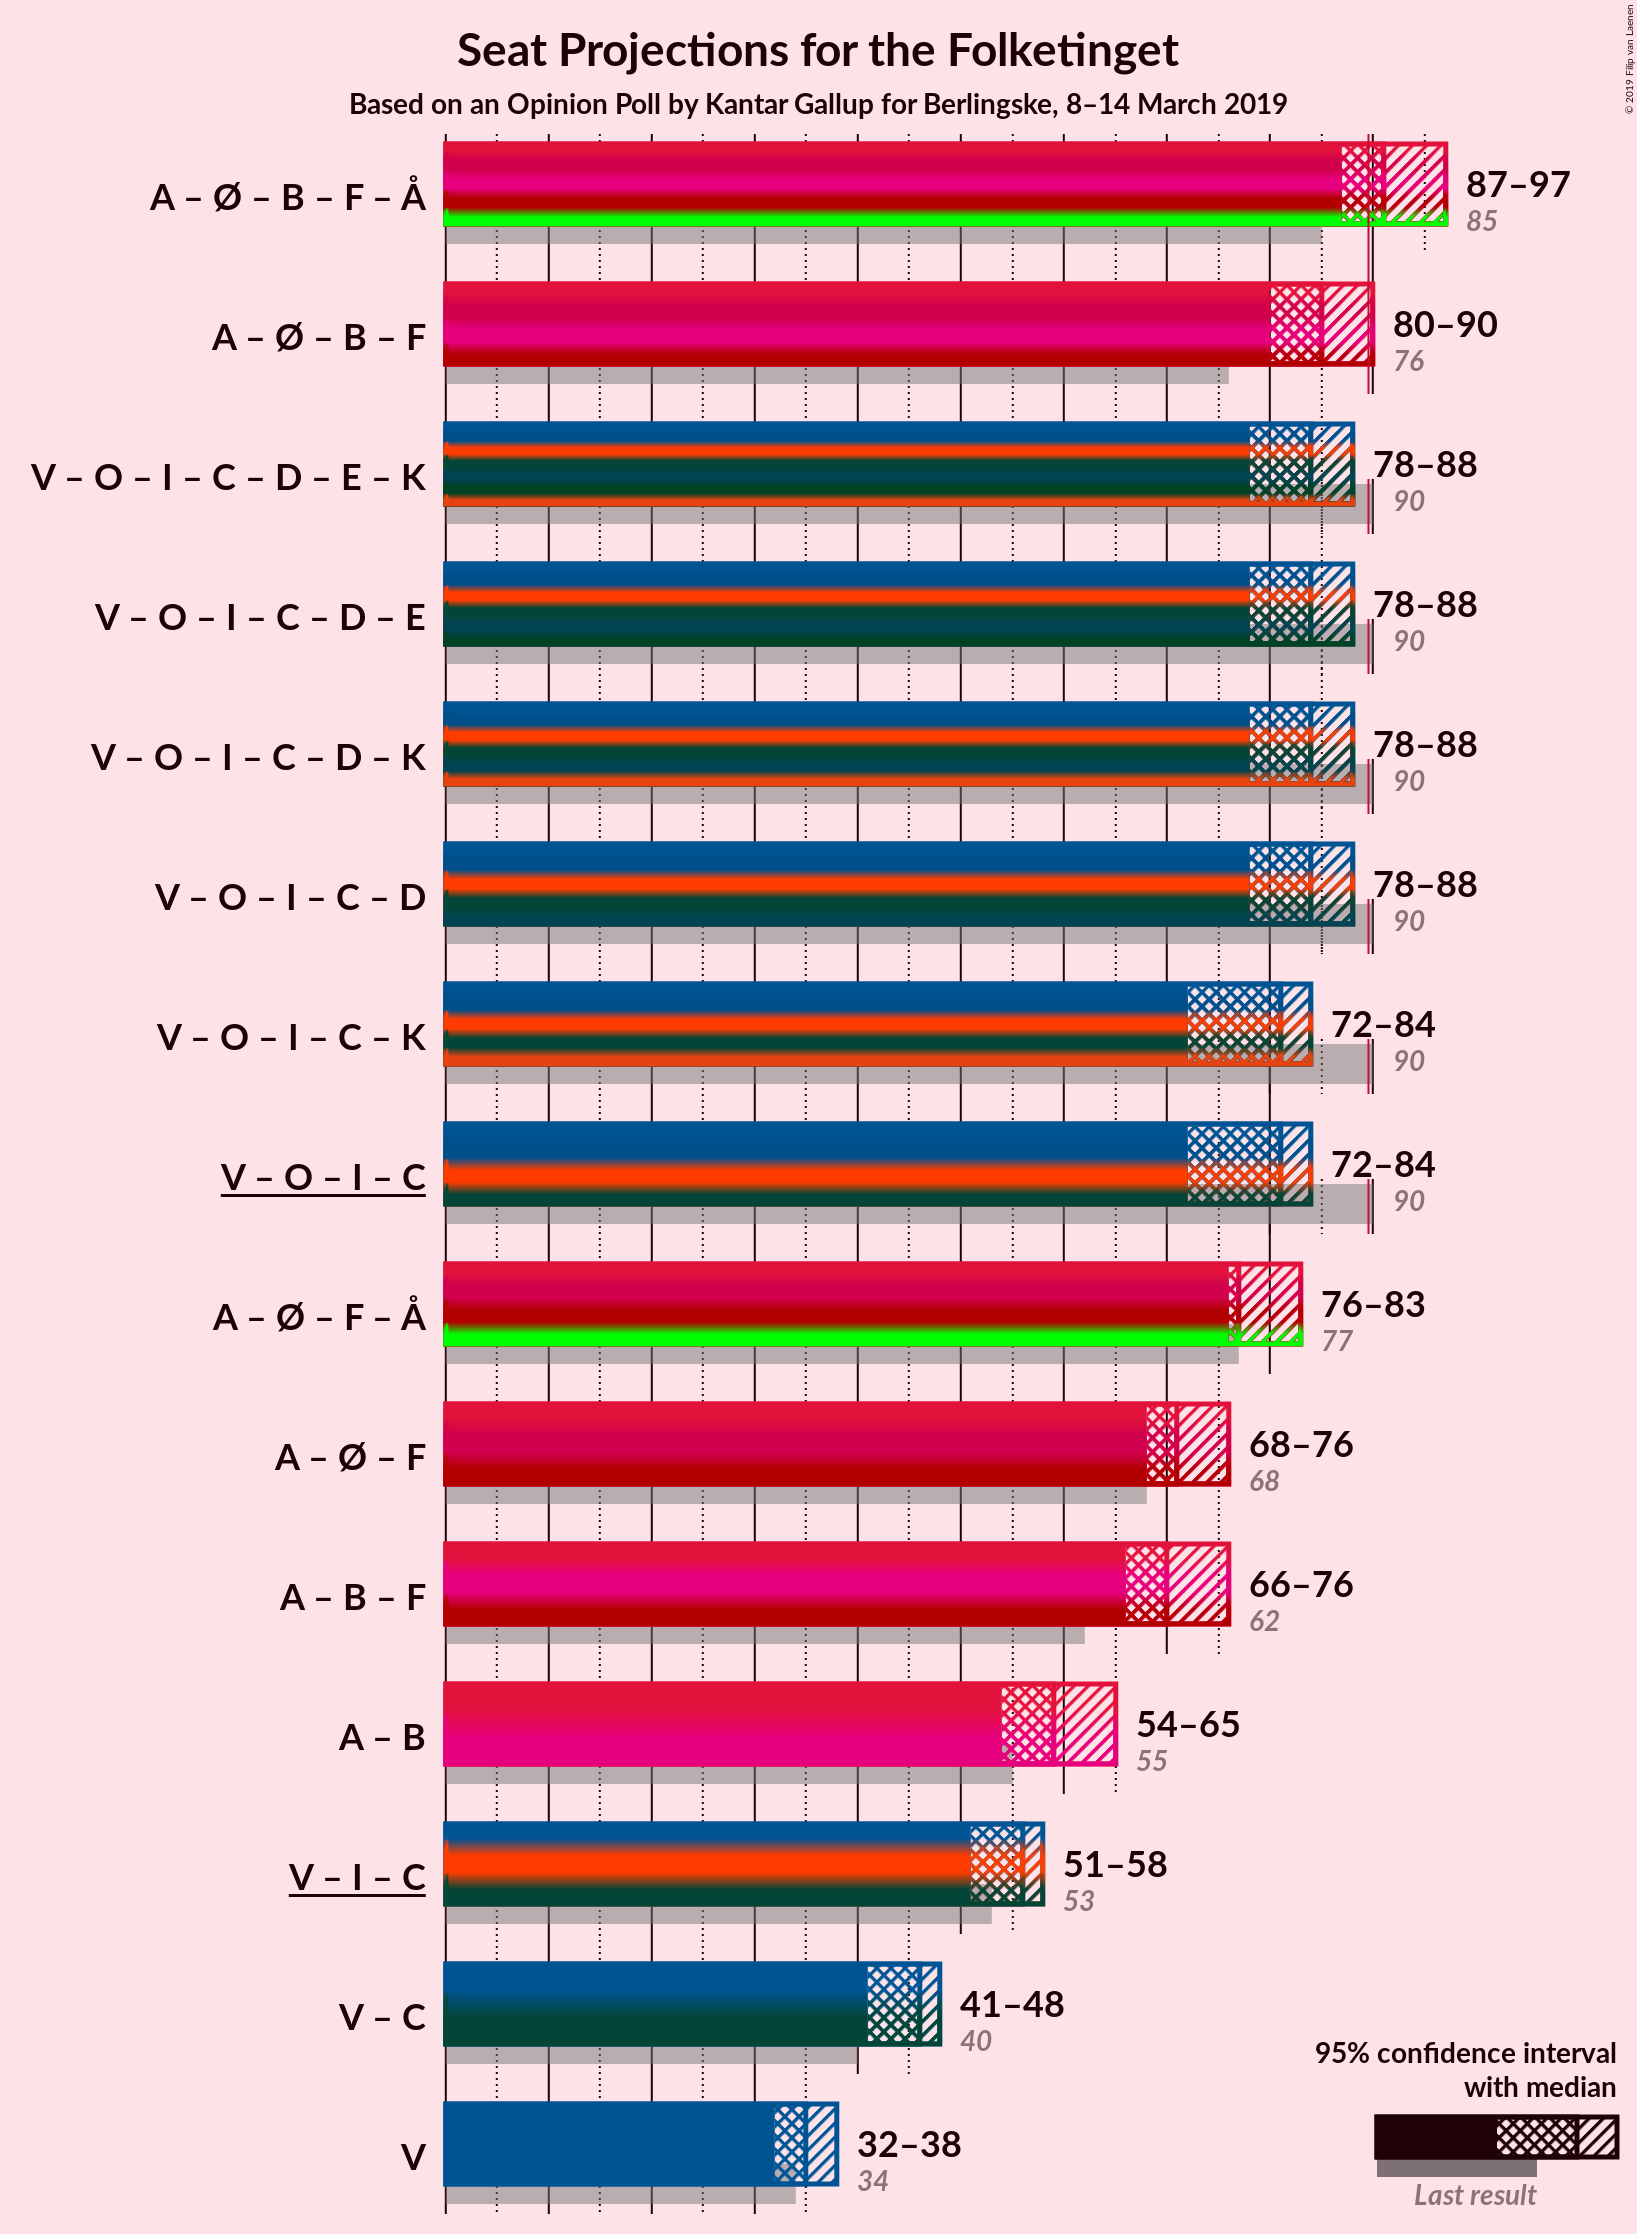 Seat Projections for the Folketinget
Based on an Opinion Poll by Kantar Gallup for Berlingske, 8–14 March 2019
© 2019 Filip van Laenen
A – Ø – B – F – Å
87–97
85
A – Ø – B – F
80–90
76
V – O – I – C – D – E – K
78–88
90
V – O – I – C – D – E
78–88
90
V – O – I – C – D – K
78–88
90
V – O – I – C – D
78–88
90
V – O – I – C – K
72–84
90
V – O – I – C
72–84
90
A – Ø – F – Å
76–83
77
A – Ø – F
68–76
68
A – B – F
66–76
62
A – B
54–65
55
V – I – C
51–58
53
V – C
41–48
40
V
32–38
34
95% confidence interval
with median
Last result